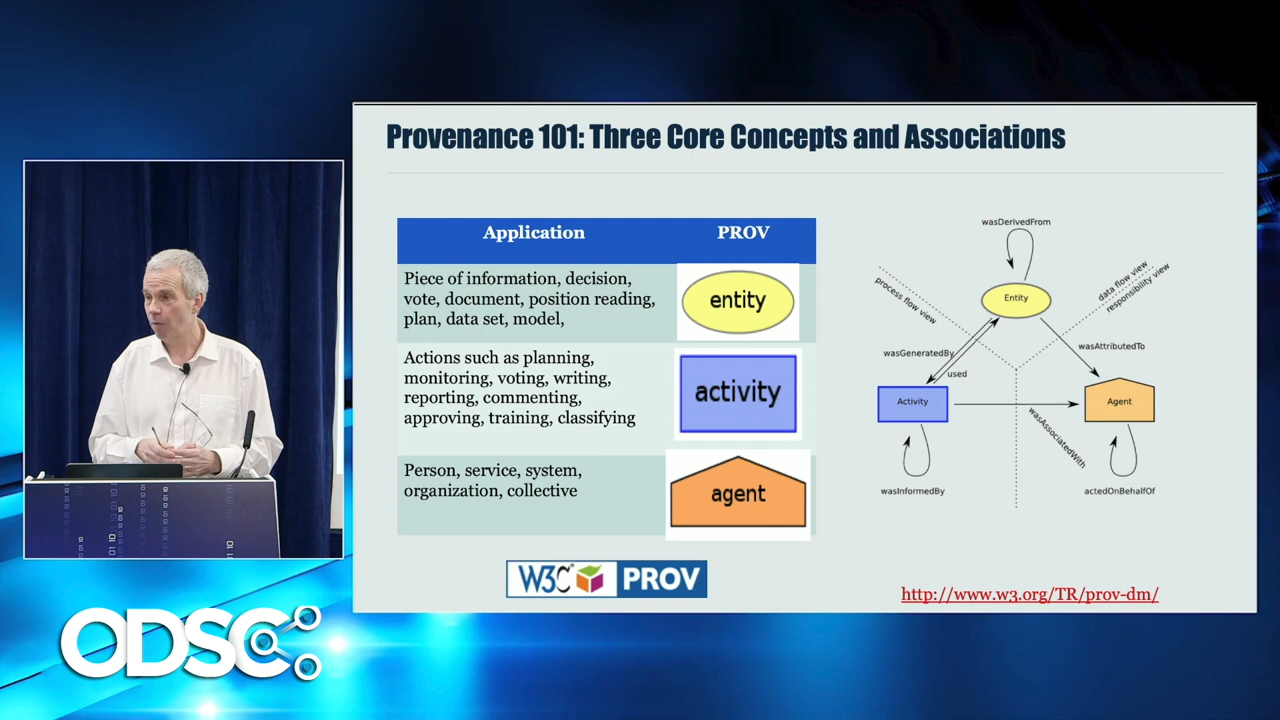 Provenance 101: Three Core Concepts and Associations
Application
PROV
Piece of information, decision,
vote, document, position reading,
plan, data set, model,
entity
Actions such as planning,
monitoring, voting, writing,
reporting, commenting,
approving, training, classifying
activity
Person, service, system,
organization, collective
agent
wasDerivedFrom
process flow view
data flow view
responsibility view
Entity
wasGeneratedBy
used
wasAttributedTo
Activity
Agent
wasAssociatedWith
wasInformedBy
actedOnBehalfOf
W3C PROV
http://www.w3.org/TR/prov-dm/
ODSC